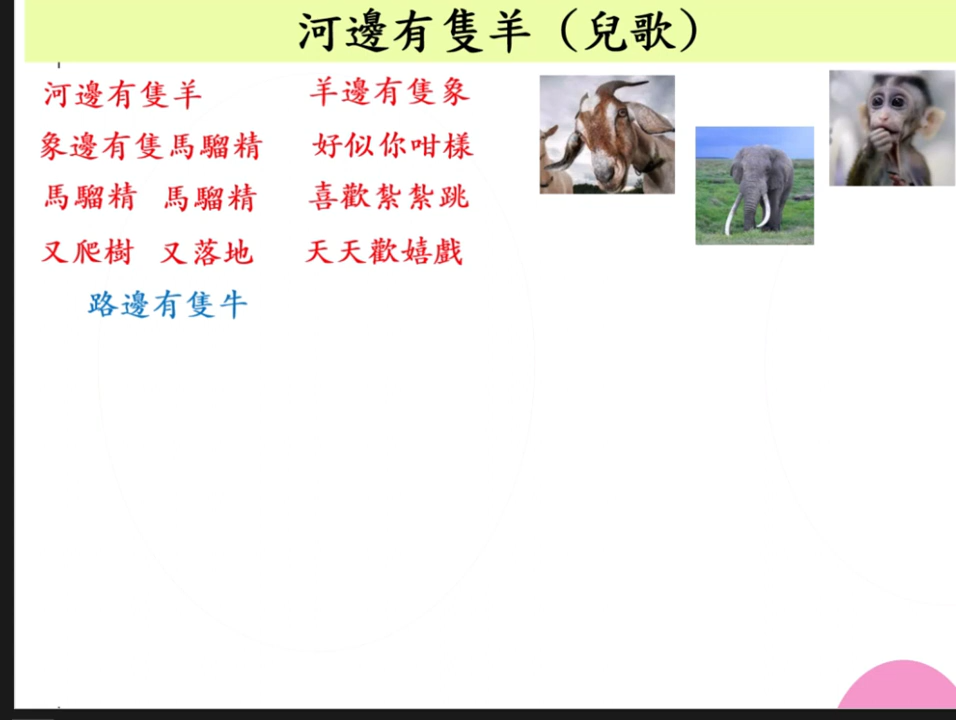 河邊有隻羊（兒歌）
河邊有隻羊 羊邊有隻象
象邊有隻馬騮精 好似你咁樣
馬騮精 馬騮精 喜歡紮紮跳
又爬樹 又落地 天天歡嬉戲
路邊有隻牛